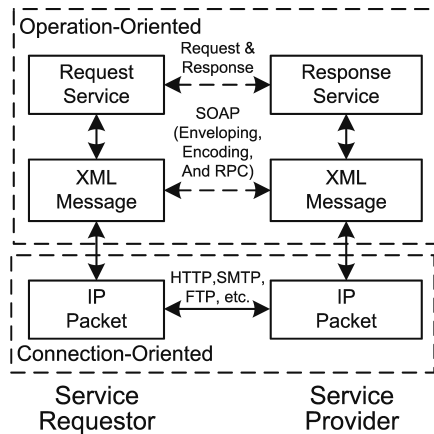 Operation-Oriented
Request
Service
Request &
Response
Response
Service
SOAP
(Enveloping,
Encoding,
And RPC)
XML
Message
XML
Message
IP
Packet
HTTP,SMTP,
FTP, etc.
IP
Packet
Connection-Oriented
Service
Requestor
Service
Provider